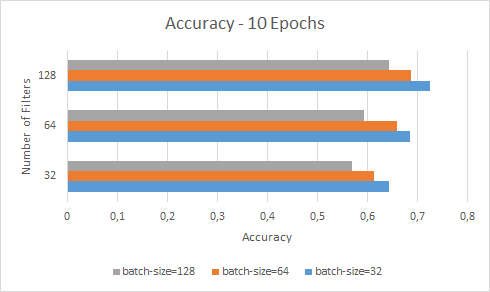 Accuracy - 10 Epochs
Number of Filters
128
64
32
0 0,1 0,2 0,3 0,4 0,5 0,6 0,7 0,8
Accuracy
batch-size=128 batch-size=64 batch-size=32